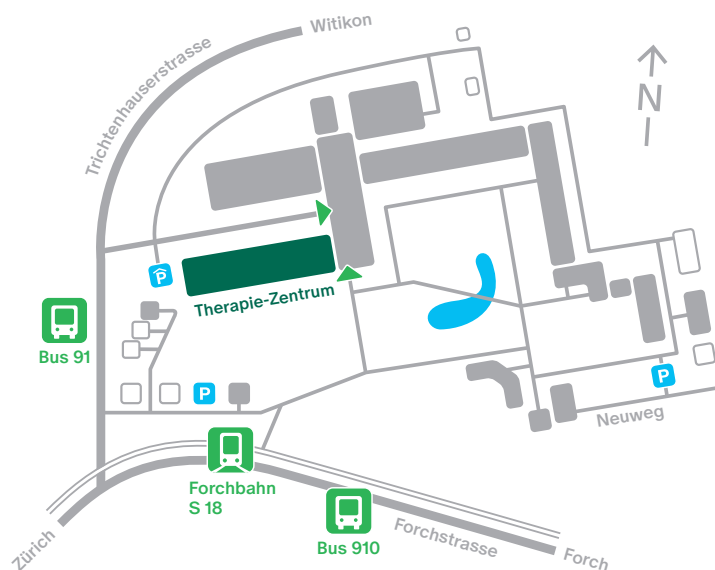 Witikon
Trichtenhauserstrasse
N
P
Therapie-Zentrum
Bus 91
P
P
Neuweg
Forchbahn
S 18
Bus 910
Forchstrasse
Zürich
Forch